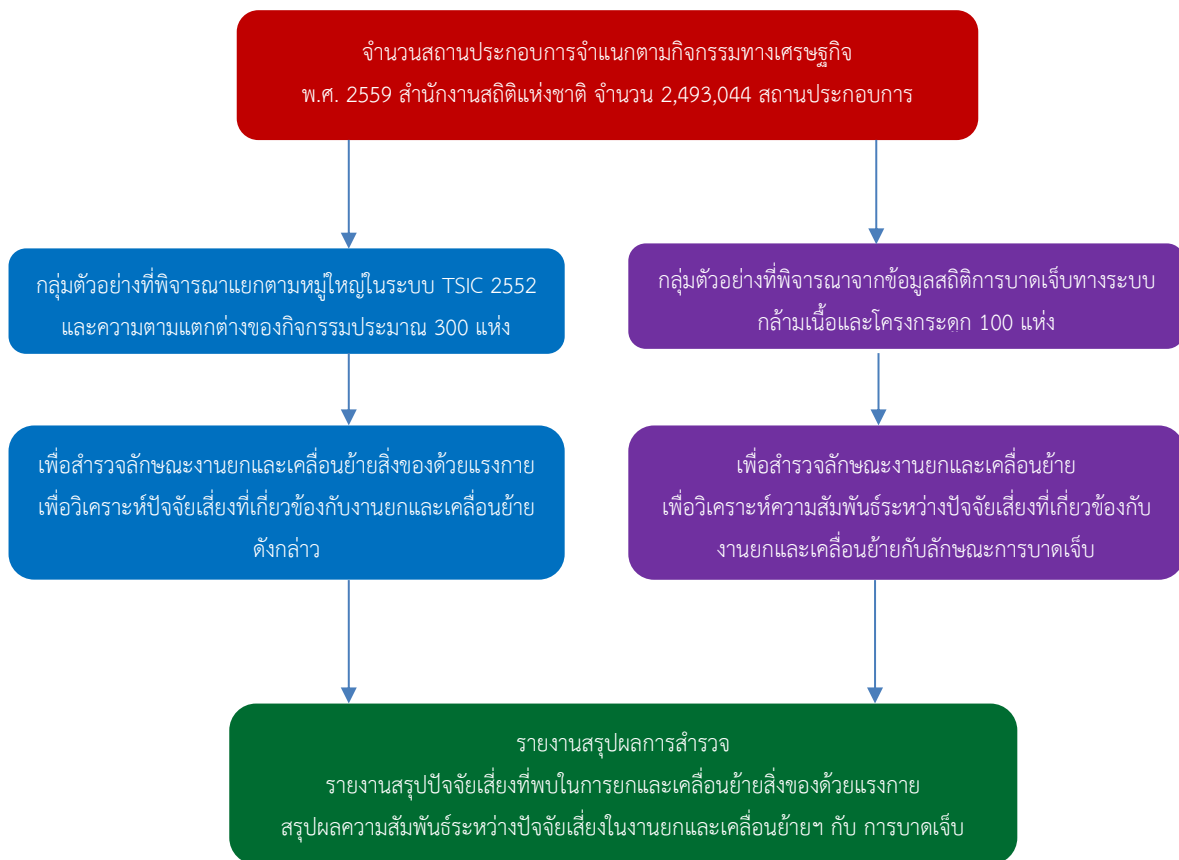 จำนวนสถานประกอบการจำแนกตามกิจกรรมทางเศรษฐกิจ
พ.ศ. 2559 สำนักงานสถิติแห่งชาติ จำนวน 2,493,044 สถานประกอบการ
กลุ่มตัวอย่างที่พิจารณาแยกตามหมู่ใหญ่ในระบบ TSIC 2552
และความตามแตกต่างของกิจกรรมประมาณ 300 แห่ง
กลุ่มตัวอย่างที่พิจารณาจากข้อมูลสถิติการบาดเจ็บทางระบบ
กล้ามเนื้อและโครงกระดูก 100 แห่ง
เพื่อสำรวจลักษณะงานยกและเคลื่อนย้ายสิ่งของด้วยแรงกาย
เพื่อวิเคราะห์ปัจจัยเสี่ยงที่เกี่ยวข้องกับงานยกและเคลื่อนย้าย
ดังกล่าว
เพื่อสำรวจลักษณะงานยกและเคลื่อนย้าย
เพื่อวิเคราะห์ความสัมพันธ์ระหว่างปัจจัยเสี่ยงที่เกี่ยวข้องกับ
งานยกและเคลื่อนย้ายกับลักษณะการบาดเจ็บ
รายงานสรุปผลการสำรวจ
รายงานสรุปปัจจัยเสี่ยงที่พบในการยกและเคลื่อนย้ายสิ่งของด้วยแรงกาย
สรุปผลความสัมพันธ์ระหว่างปัจจัยเสี่ยงในงานยกและเคลื่อนย้ายฯ กับ การบาดเจ็บ